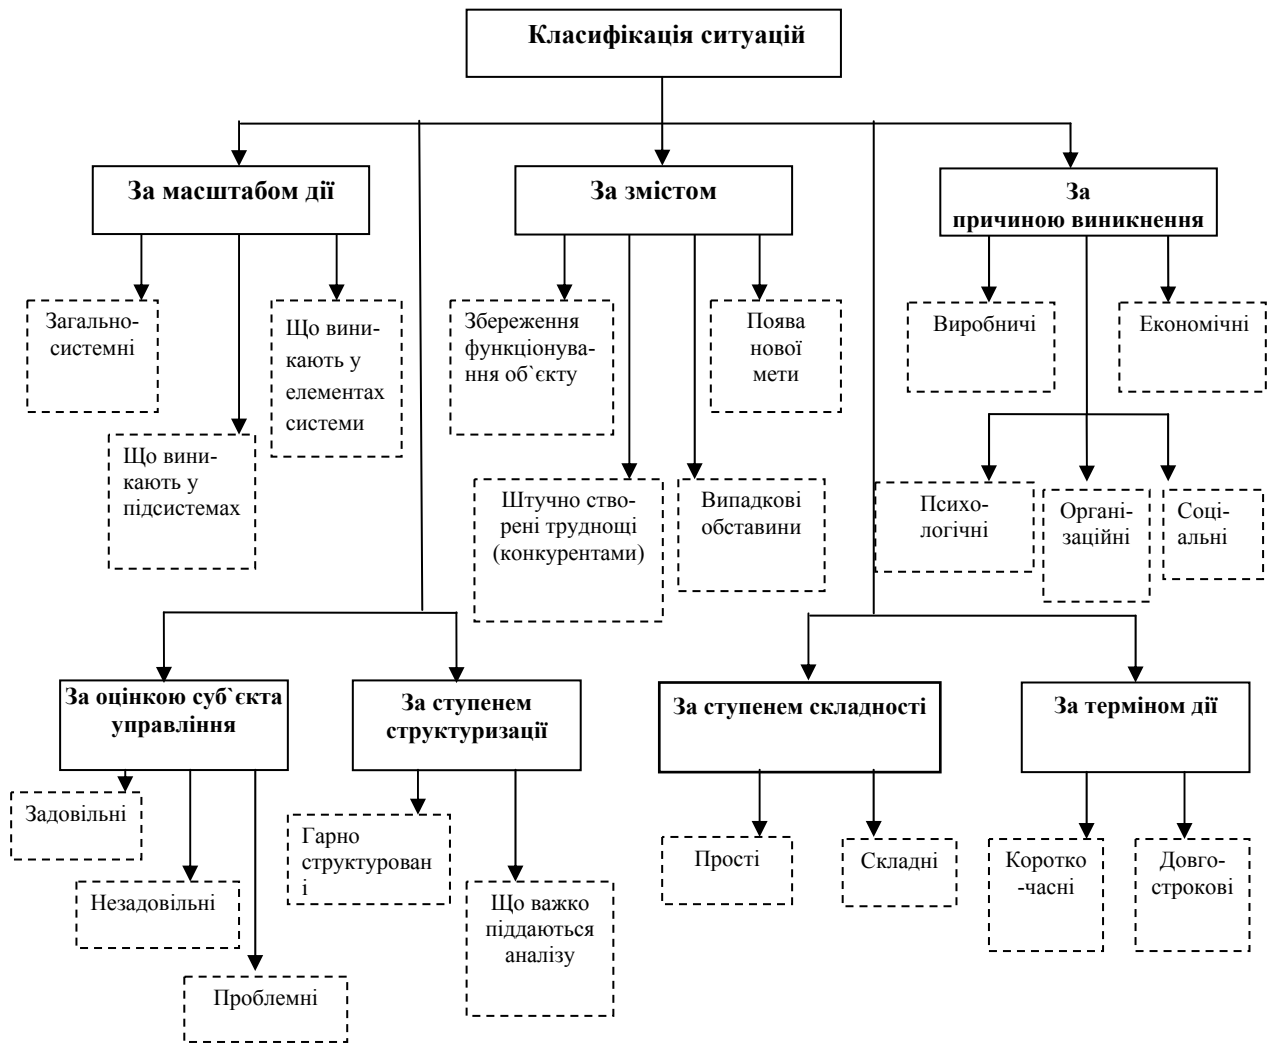 Класифікація ситуацій
За масштабом дії
За змістом
За
причиною виникнення
Загально-
системні
Що вини-
кають у
підсистемах
Що вини-
кають у
елементах
системи
Збереження
функціонува-
ння об`єкту
Штучно ство-
рені труднощі
(конкурентами)
Випадкові
обставини
Поява
нової
мети
Виробничі
Економічні
Психо-
логічні
Органі-
заційні
Соці-
альні
За оцінкою суб`єкта
управління
За ступенем
структуризації
За ступенем складності
За терміном дії
Задовільні
Незадовільні
Проблемні
Гарно
структурован
і
Що важко
піддаються
аналізу
Прості
Складні
Коротко
-часні
Довго-
строкові